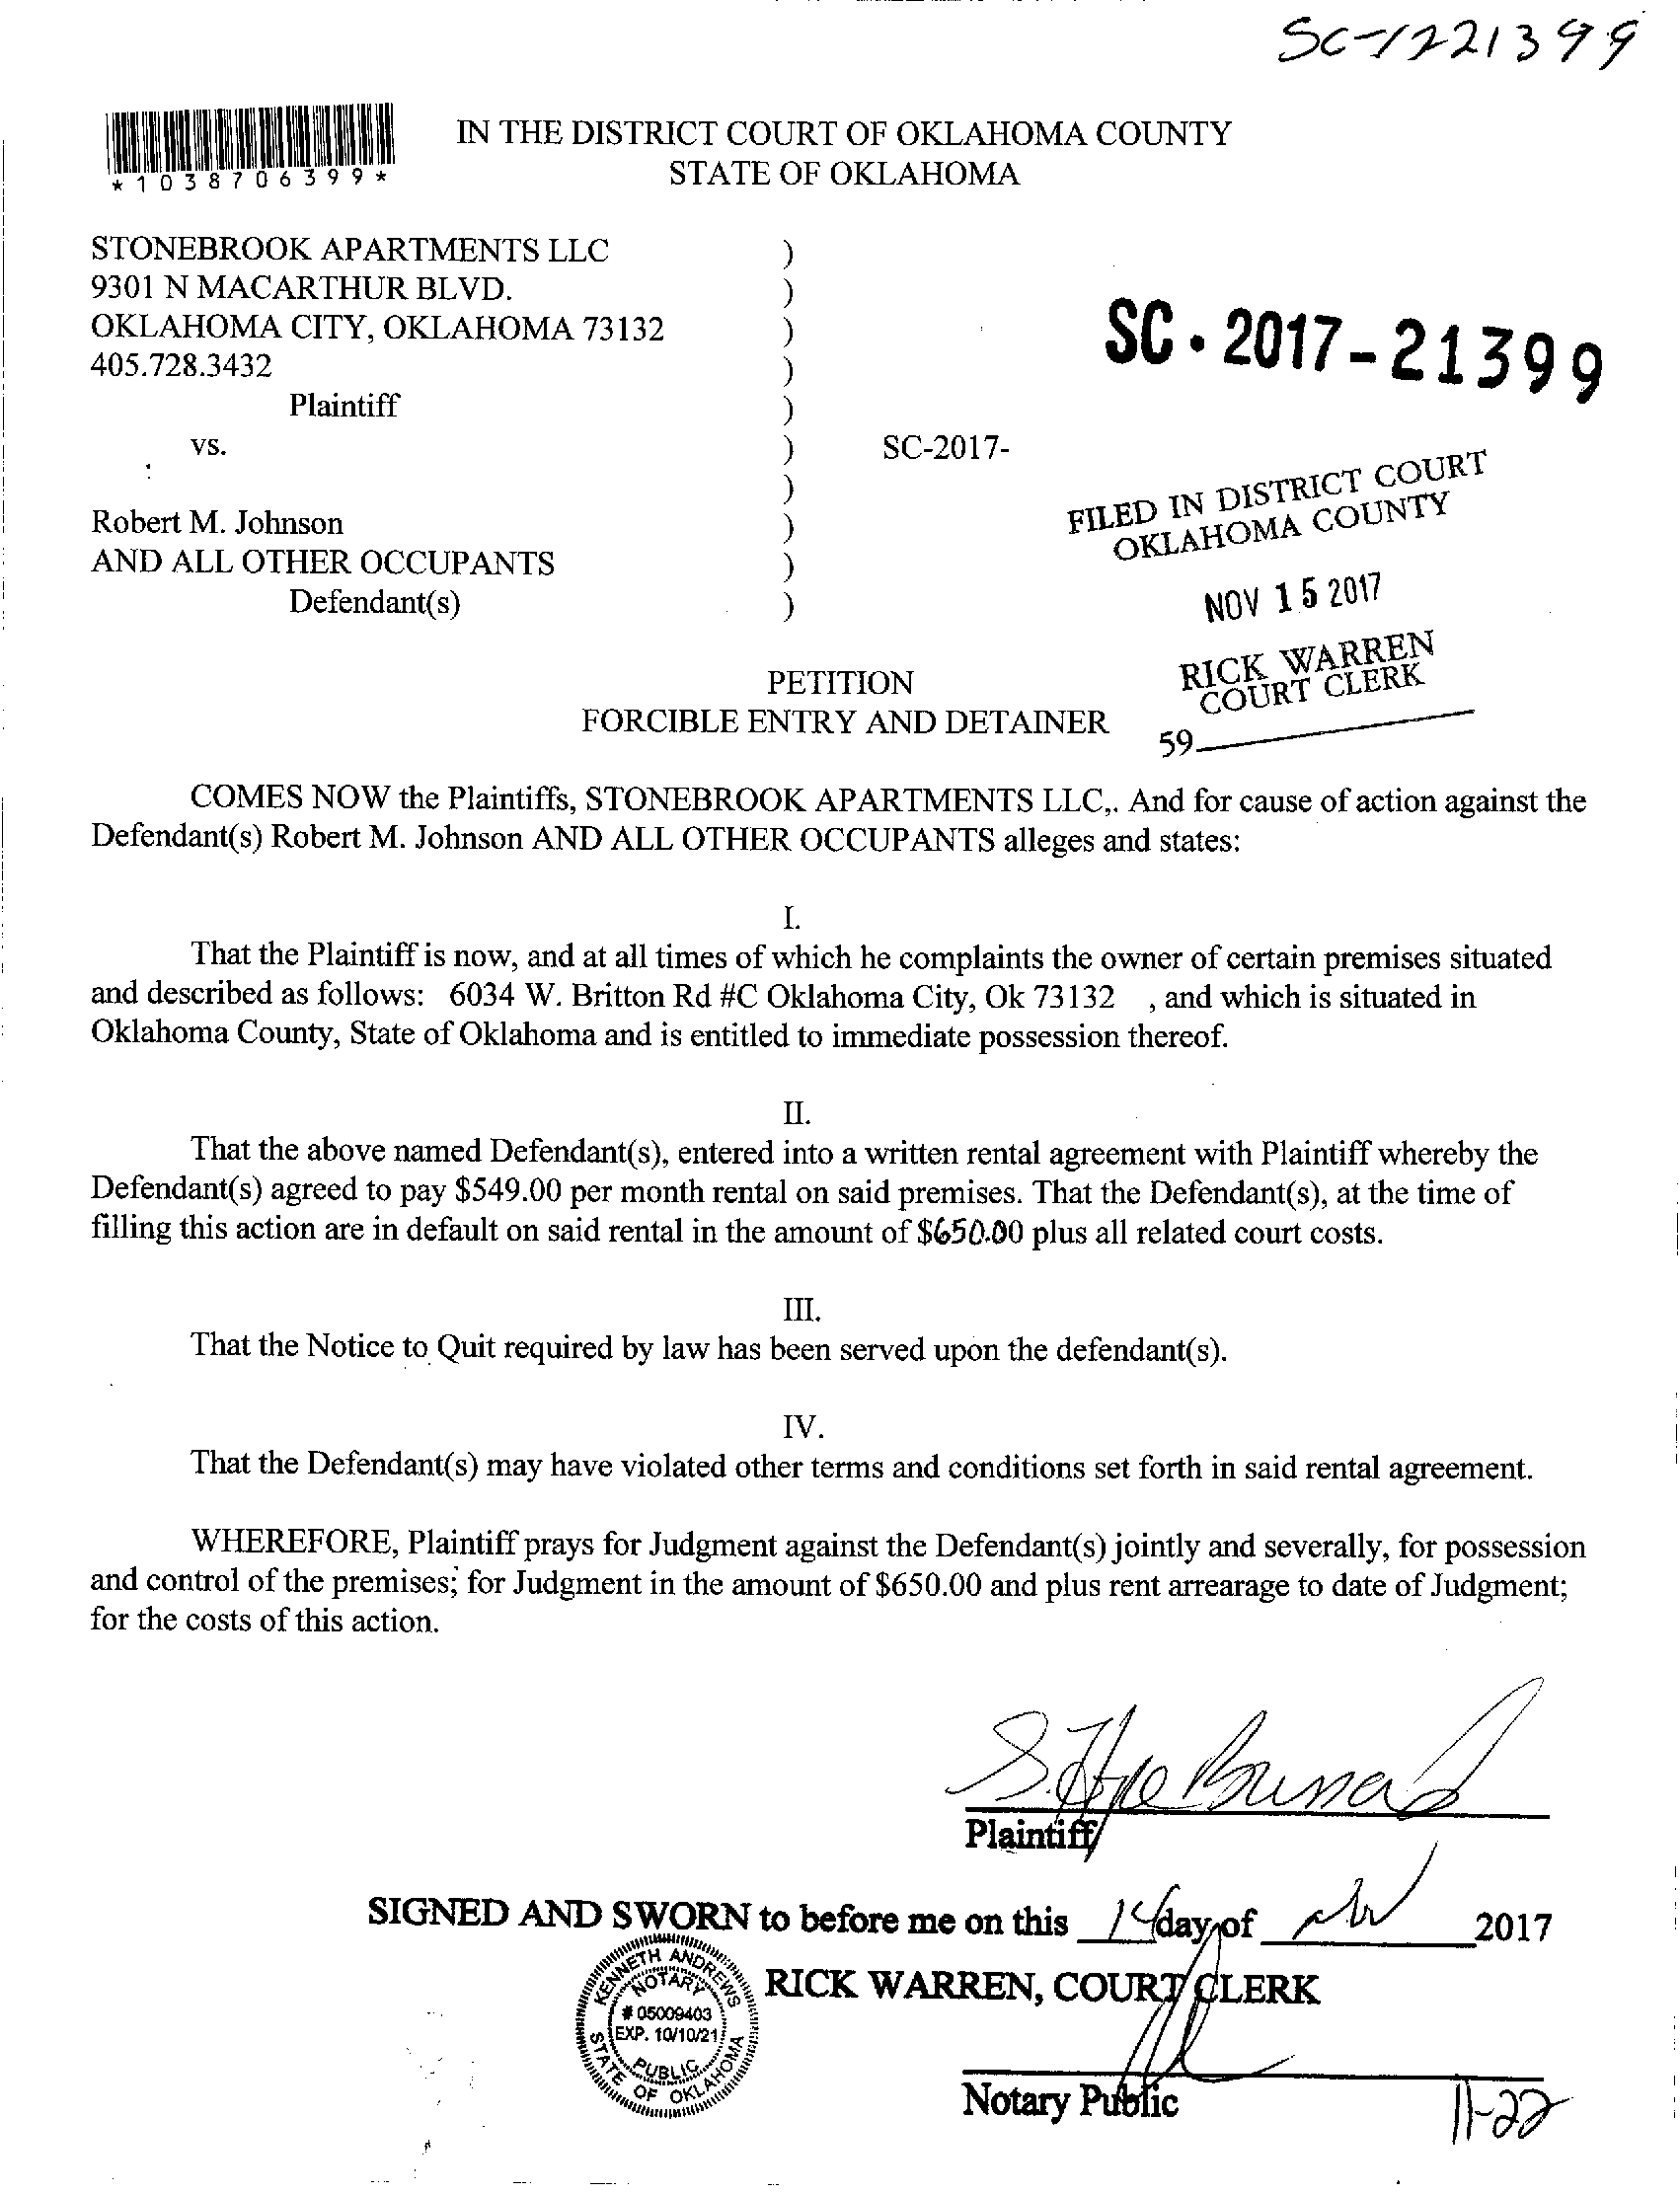 SC-1221399
*1038706399*
IN THE DISTRICT COURT OF OKLAHOMA COUNTY
STATE OF OKLAHOMA
STONEBROOK APARTMENTS LLC )
9301 N MACARTHUR BLVD. )
OKLAHOMA CITY, OKLAHOMA 73132 )
405.728.3432 )
Plaintiff )
SC • 2017-21399
vs. ) SC-2017-
)
Robert M. Johnson )
AND ALL OTHER OCCUPANTS )
Defendant(s) )
FILED IN DISTRICT COURT
OKLAHOMA COUNTY
NOV 15 2017
RICK WARREN
COURT CLERK
59
PETITION
FORCIBLE ENTRY AND DETAINER
COMES NOW the Plaintiffs, STONEBROOK APARTMENTS LLC,. And for cause of action against the
Defendant(s) Robert M. Johnson AND ALL OTHER OCCUPANTS alleges and states:
I.
That the Plaintiff is now, and at all times of which he complaints the owner of certain premises situated
and described as follows: 6034 W. Britton Rd #C Oklahoma City, Ok 73132 , and which is situated in
Oklahoma County, State of Oklahoma and is entitled to immediate possession thereof.
II.
That the above named Defendant(s), entered into a written rental agreement with Plaintiff whereby the
Defendant(s) agreed to pay $549.00 per month rental on said premises. That the Defendant(s), at the time of
filling this action are in default on said rental in the amount of $650.00 plus all related court costs.
III.
That the Notice to Quit required by law has been served upon the defendant(s).
IV.
That the Defendant(s) may have violated other terms and conditions set forth in said rental agreement.
WHEREFORE, Plaintiff prays for Judgment against the Defendant(s) jointly and severally, for possession
and control of the premises; for Judgment in the amount of $650.00 and plus rent arrearage to date of Judgment;
for the costs of this action.
Plaintiff
SIGNED AND SWORN to before me on this 14 day of Nov 2017
RICK WARREN, COURT CLERK
KENNETH ANDREWS
NOTARY
# 05009403
EXP. 10/10/21
PUBLIC
STATE OF OKLAHOMA
Notary Public
11-22